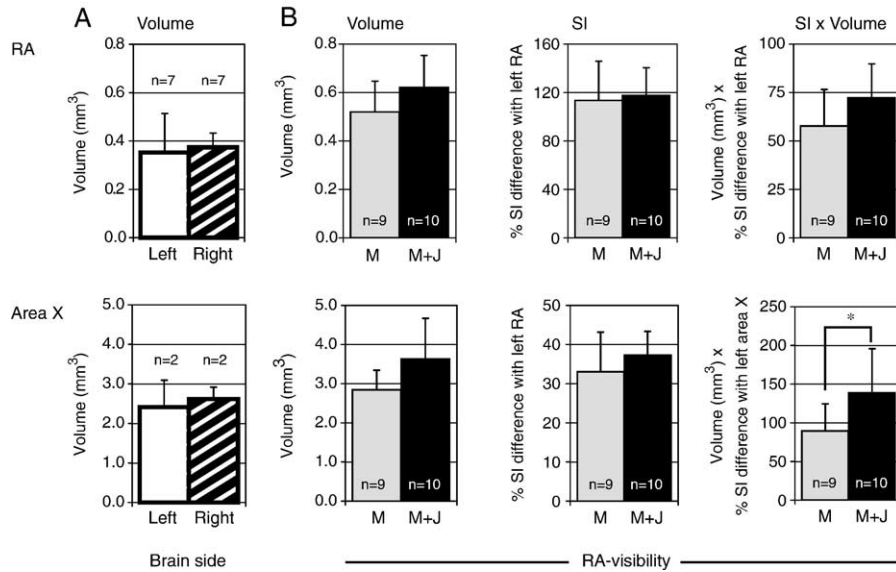 A Volume
B Volume
SI
SI x Volume
RA
Volume (mm³)
0.8
0.6
0.4
0.2
0.0
n=7 n=7
Left Right
Volume (mm³)
0.8
0.6
0.4
0.2
0.0
n=9 n=10
M M+J
% SI difference with left RA
160
120
80
40
0
n=9 n=10
M M+J
Volume (mm³) x
% SI difference with left RA
100
75
50
25
0
n=9 n=10
M M+J
Area X
Volume (mm³)
5.0
4.0
3.0
2.0
1.0
0.0
n=2 n=2
Left Right
Volume (mm³)
5.0
4.0
3.0
2.0
1.0
0.0
n=9 n=10
M M+J
% SI difference with left RA
50
40
30
20
10
0
n=9 n=10
M M+J
Volume (mm³) x
% SI difference with left area X
250
200
150
100
50
0
*
n=9 n=10
M M+J
Brain side
RA-visibility